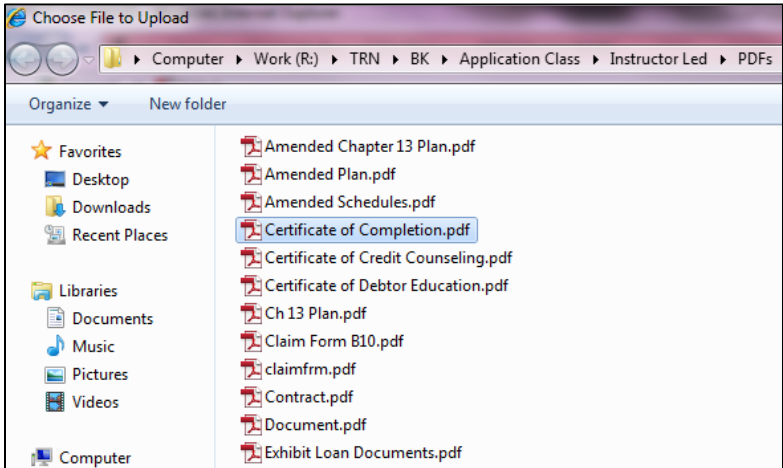 Choose File to Upload
Computer Work (R:) TRN BK Application Class Instructor Led PDFs
Organize New folder
Favorites
Desktop
Downloads
Recent Places
Libraries
Documents
Music
Pictures
Videos
Computer
Amended Chapter 13 Plan.pdf
Amended Plan.pdf
Amended Schedules.pdf
Certificate of Completion.pdf
Certificate of Credit Counseling.pdf
Certificate of Debtor Education.pdf
Ch 13 Plan.pdf
Claim Form B10.pdf
claimfrm.pdf
Contract.pdf
Document.pdf
Exhibit Loan Documents.pdf